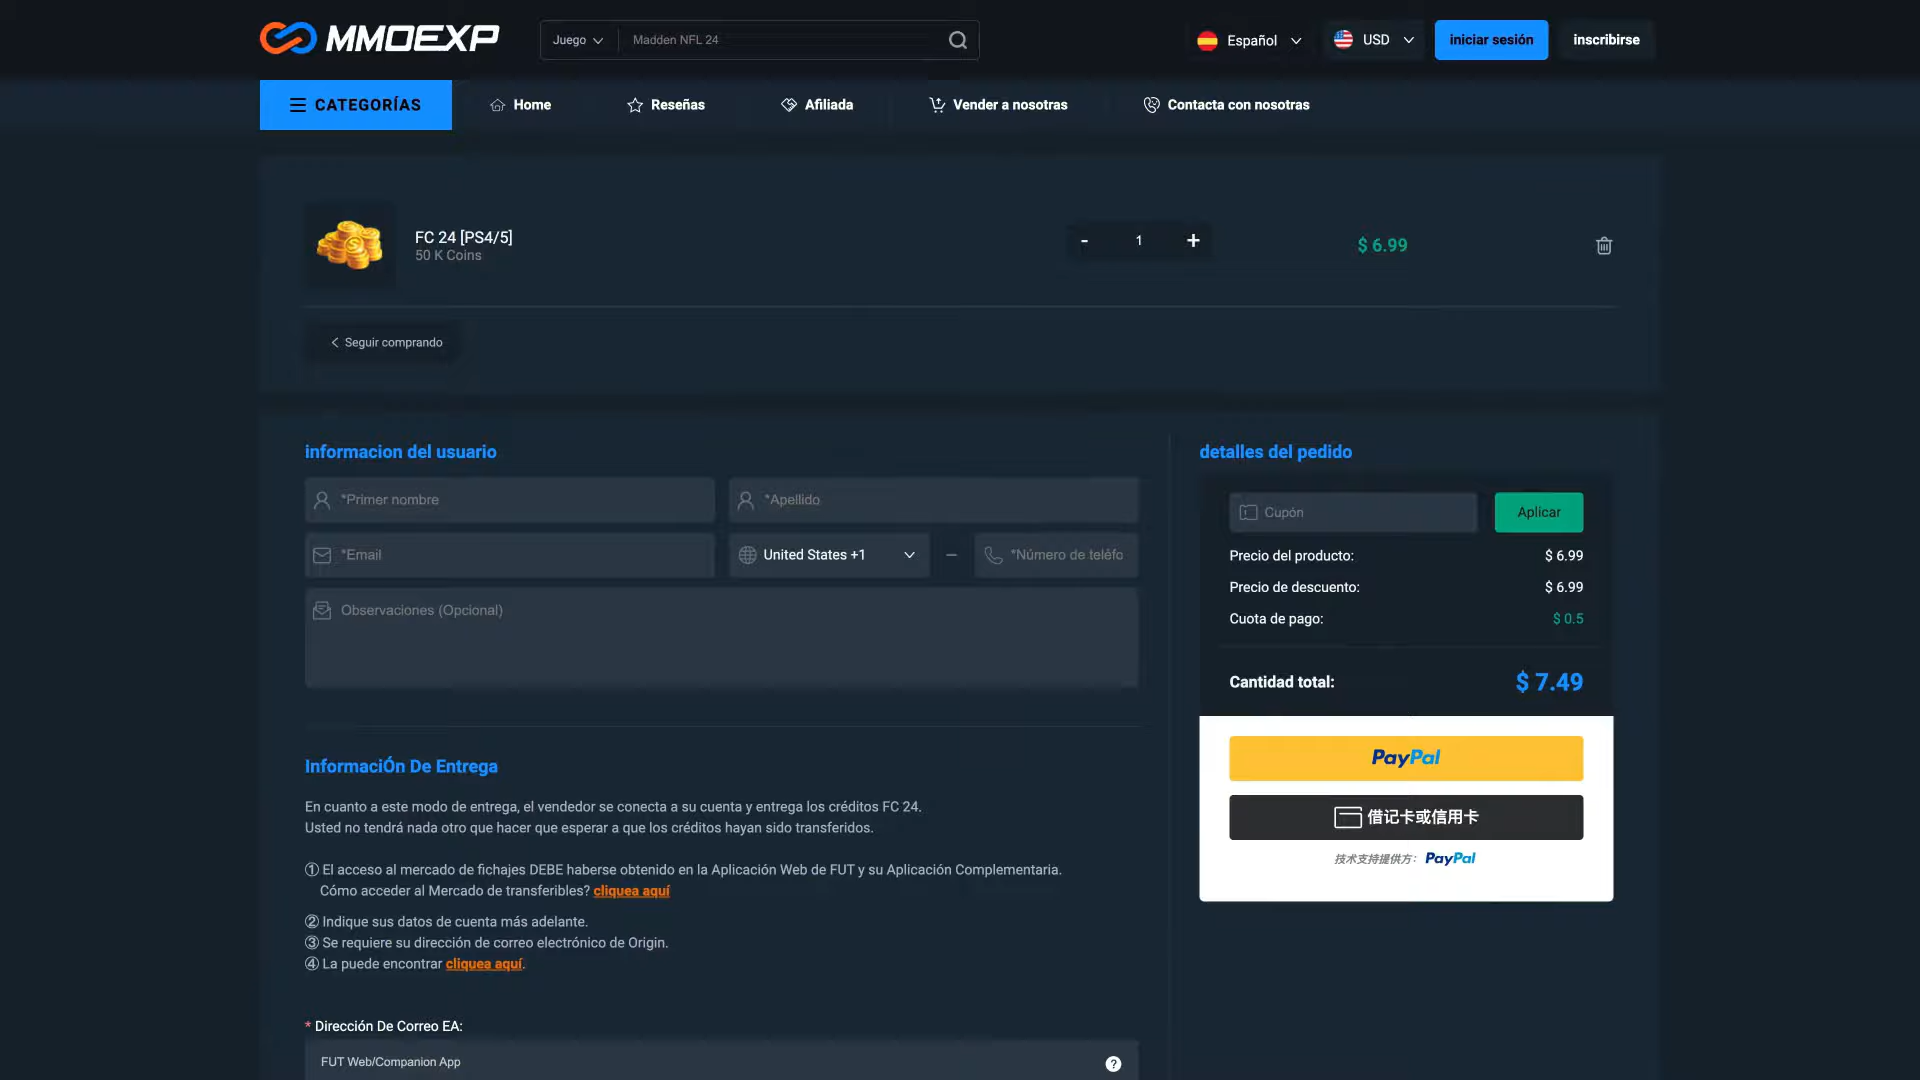 MMOEXP
Juego
Madden NFL 24
Español
USD
iniciar sesión
inscribirse
CATEGORÍAS
Home
Reseñas
Afiliada
Vender a nosotras
Contacta con nosotras
FC 24 [PS4/5]
50 K Coins
- 1 +
$ 6.99
Seguir comprando
informacion del usuario
*Primer nombre
*Apellido
*Email
United States +1
*Número de teléfo
Observaciones (Opcional)
InformaciÓn De Entrega
En cuanto a este modo de entrega, el vendedor se conecta a su cuenta y entrega los créditos FC 24.
Usted no tendrá nada otro que hacer que esperar a que los créditos hayan sido transferidos.
① El acceso al mercado de fichajes DEBE haberse obtenido en la Aplicación Web de FUT y su Aplicación Complementaria.
Cómo acceder al Mercado de transferibles? cliquea aquí
② Indique sus datos de cuenta más adelante.
③ Se requiere su dirección de correo electrónico de Origin.
④ La puede encontrar cliquea aquí.
* Dirección De Correo EA:
FUT Web/Companion App
?
detalles del pedido
Cupón
Aplicar
Precio del producto: $ 6.99
Precio de descuento: $ 6.99
Cuota de pago: $ 0.5
Cantidad total: $ 7.49
PayPal
借记卡或信用卡
技术支持提供方： PayPal